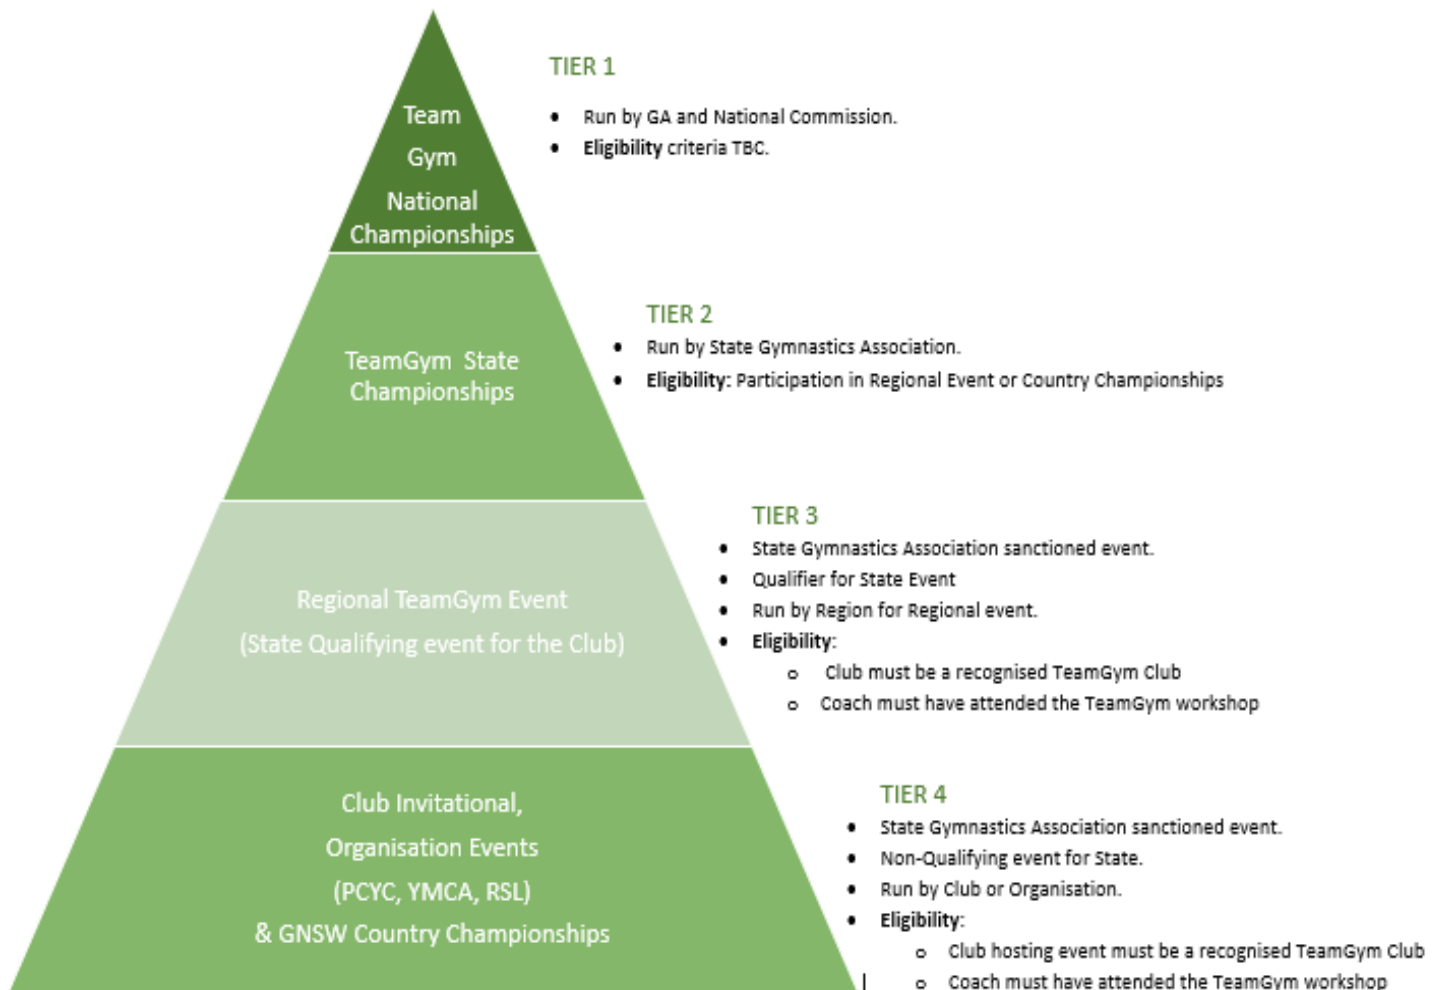 Team
Gym
National
Championships
TIER 1
• Run by GA and National Commission.
• Eligibility criteria TBC.
TeamGym State
Championships
TIER 2
• Run by State Gymnastics Association.
• Eligibility: Participation in Regional Event or Country Championships
Regional TeamGym Event
(State Qualifying event for the Club)
TIER 3
• State Gymnastics Association sanctioned event.
• Qualifier for State Event
• Run by Region for Regional event.
• Eligibility:
o Club must be a recognised TeamGym Club
o Coach must have attended the TeamGym workshop
Club Invitational,
Organisation Events
(PCYC, YMCA, RSL)
& GNSW Country Championships
TIER 4
• State Gymnastics Association sanctioned event.
• Non-Qualifying event for State.
• Run by Club or Organisation.
• Eligibility:
o Club hosting event must be a recognised TeamGym Club
o Coach must have attended the TeamGym workshop